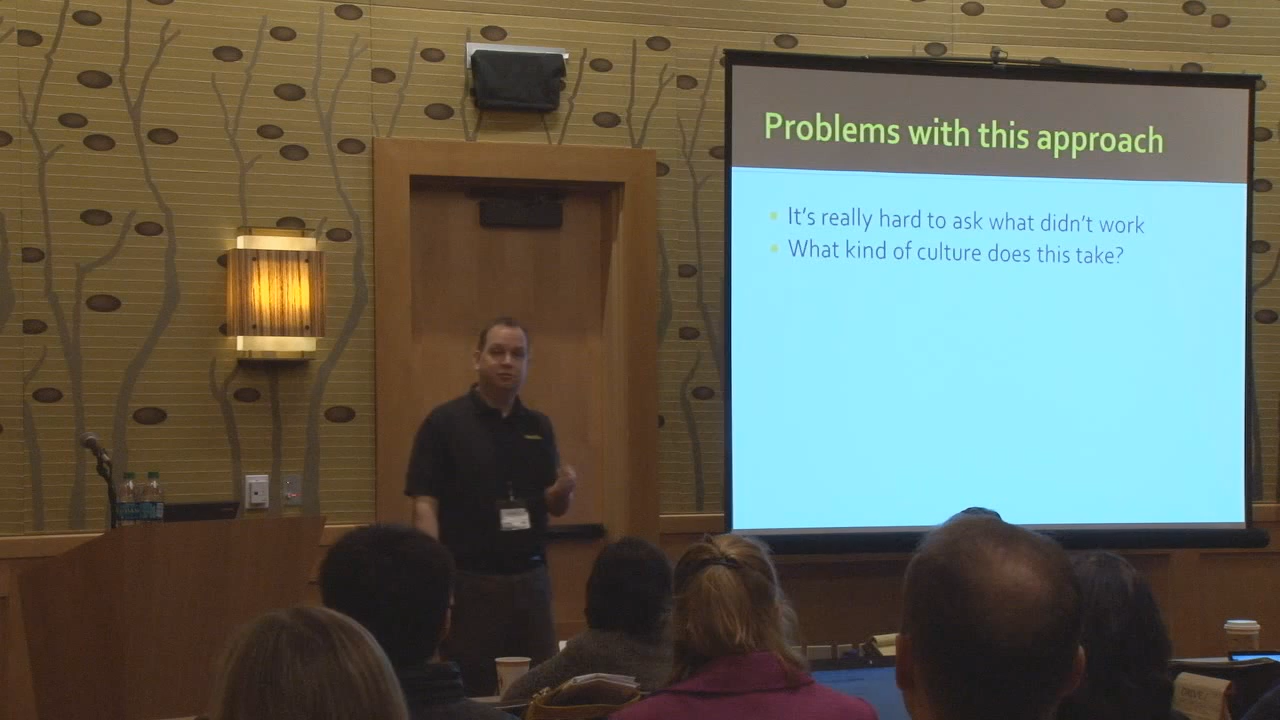 Problems with this approach
It's really hard to ask what didn't work
What kind of culture does this take?